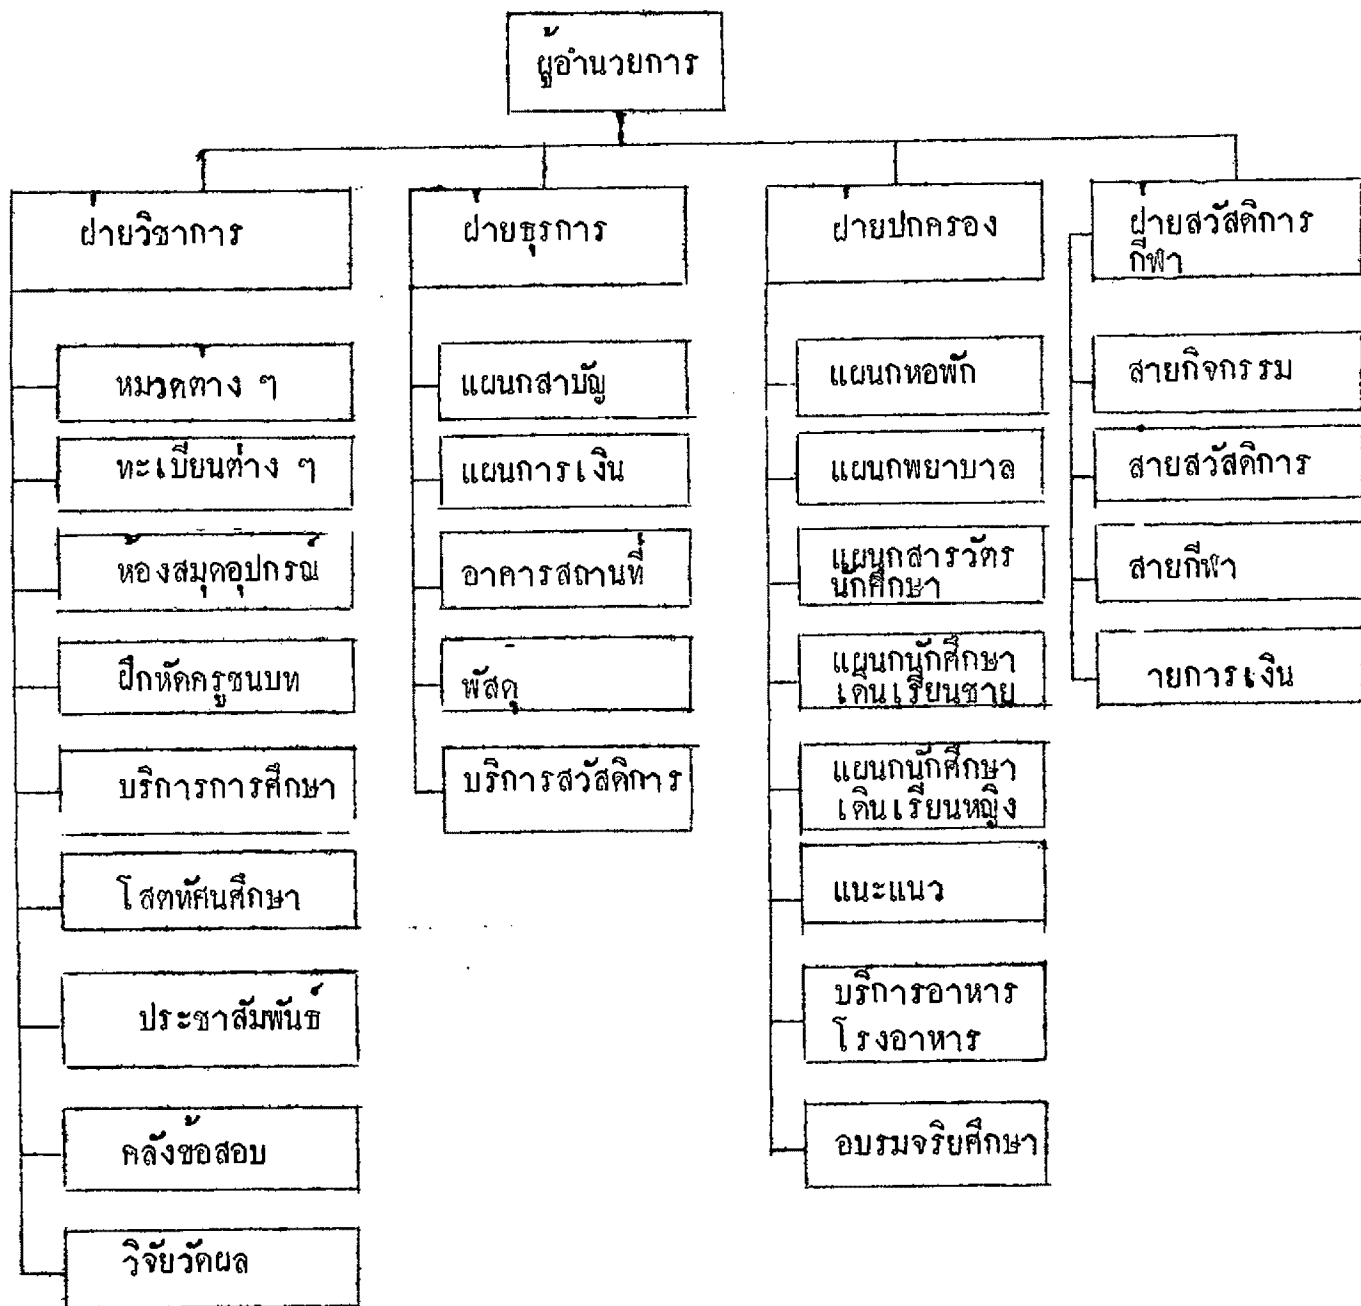 ผู้อำนวยการ
ฝ่ายวิชาการ
หมวดต่าง ๆ
ทะเบียนต่าง ๆ
ห้องสมุดอุปกรณ์
ฝึกหัดครูชนบท
บริการการศึกษา
โสตทัศนศึกษา
ประชาสัมพันธ์
คลังข้อสอบ
วิจัยวัดผล
ฝ่ายธุรการ
แผนกสาบัญ
แผนการเงิน
อาคารสถานที่
พัสดุ
บริการสวัสดิการ
ฝ่ายปกครอง
แผนกหอพัก
แผนกพยาบาล
แผนกสารวัตร
นักศึกษา
แผนกนักศึกษา
เดินเรียนชาย
แผนกนักศึกษา
เดินเรียนหญิง
แนะแนว
บริการอาหาร
โรงอาหาร
อบรมจริยศึกษา
ฝ่ายสวัสดิการ
กีฬา
สายกิจกรรม
สายสวัสดิการ
สายกีฬา
ายการเงิน